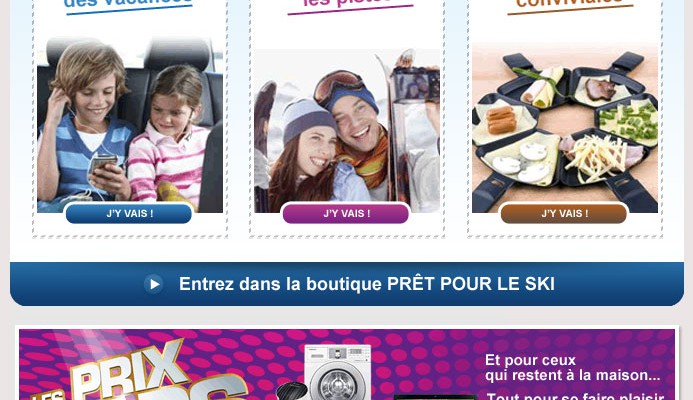 des vacances
les pistes
conviviales
J'Y VAIS !
J'Y VAIS !
J'Y VAIS !
Entrez dans la boutique PRÊT POUR LE SKI
LES PRIX
Et pour ceux
qui restent à la maison...
Tout pour se faire plaisir